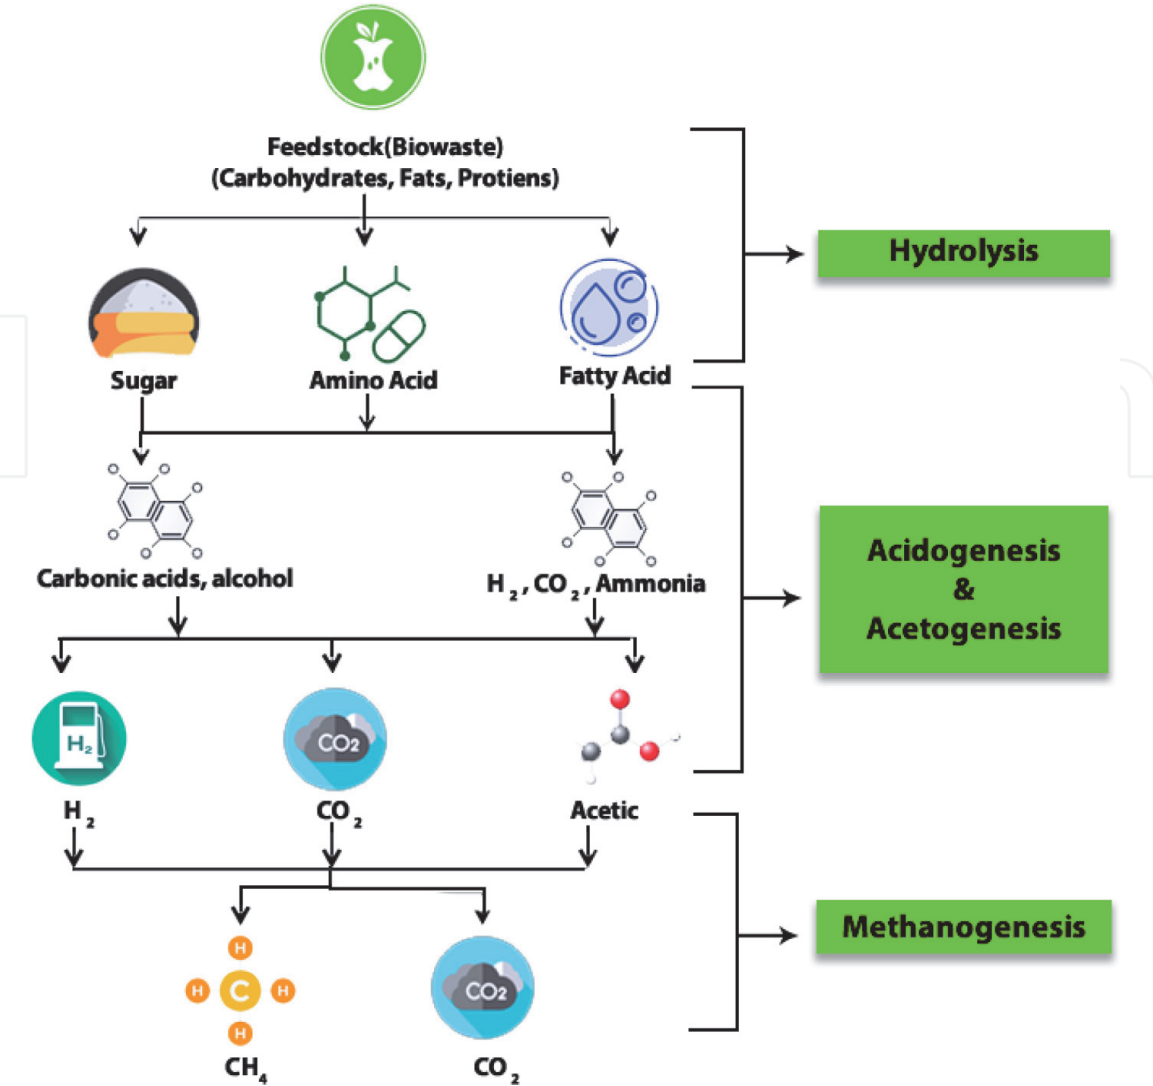 Feedstock(Biowaste)
(Carbohydrates, Fats, Protiens)
Hydrolysis
Sugar
Amino Acid
Fatty Acid
Carbonic acids, alcohol
H₂, CO₂, Ammonia
Acidogenesis
&
Acetogenesis
H₂
CO₂
H₂
CO₂
Acetic
Methanogenesis
H
H
C
H
H
CO₂
CH₄
CO₂